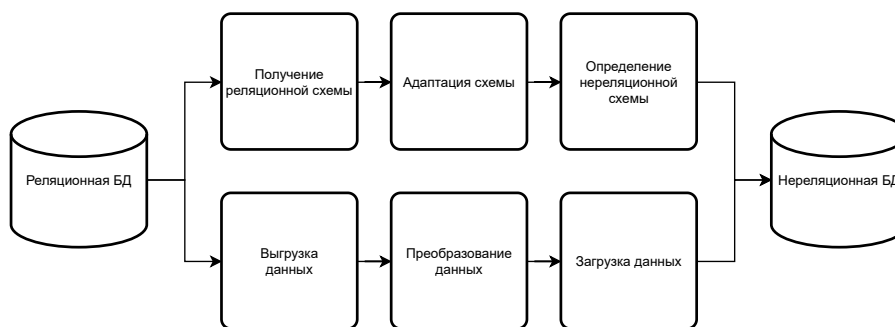 Реляционная БД
Получение
реляционной схемы
Адаптация схемы
Определение
нереляционной
схемы
Выгрузка
данных
Преобразование
данных
Загрузка данных
Нереляционная БД